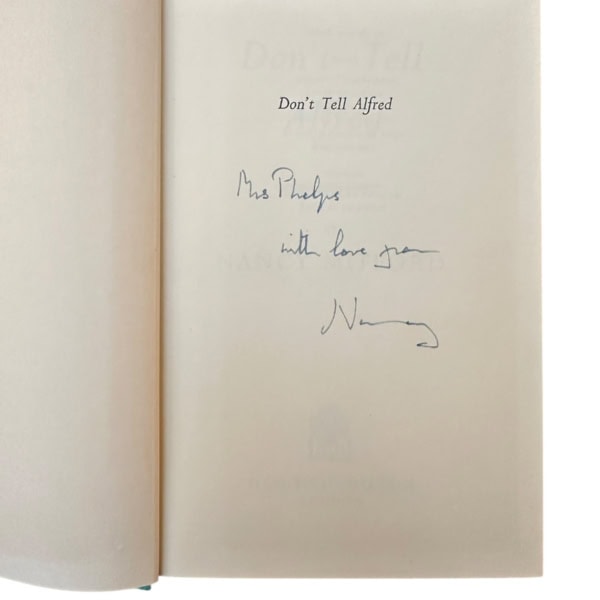 Don't Tell Alfred
Mrs Phelps
with love from
Nancy